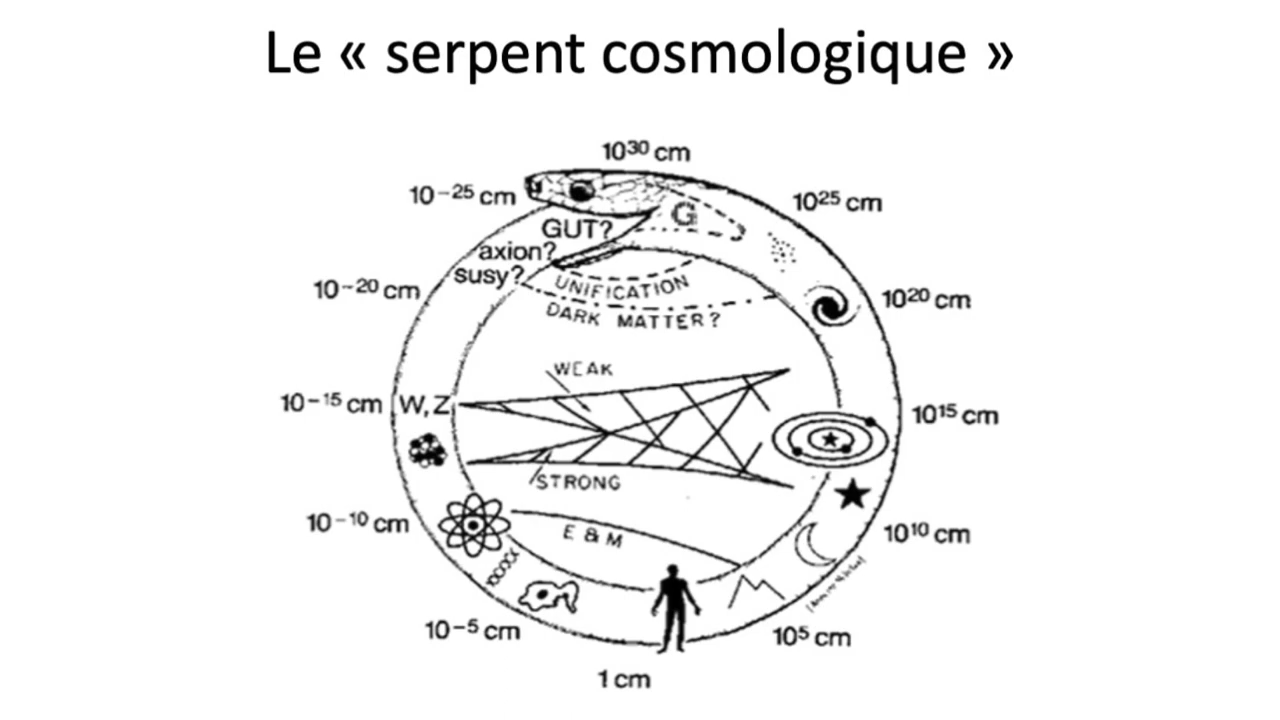 Le « serpent cosmologique »
10³⁰ cm
10⁻²⁵ cm
10²⁵ cm
G
GUT?
axion?
susy?
UNIFICATION
10⁻²⁰ cm
10²⁰ cm
DARK MATTER?
WEAK
10⁻¹⁵ cm
W,Z
10¹⁵ cm
STRONG
10⁻¹⁰ cm
E & M
10¹⁰ cm
10⁻⁵ cm
10⁵ cm
1 cm